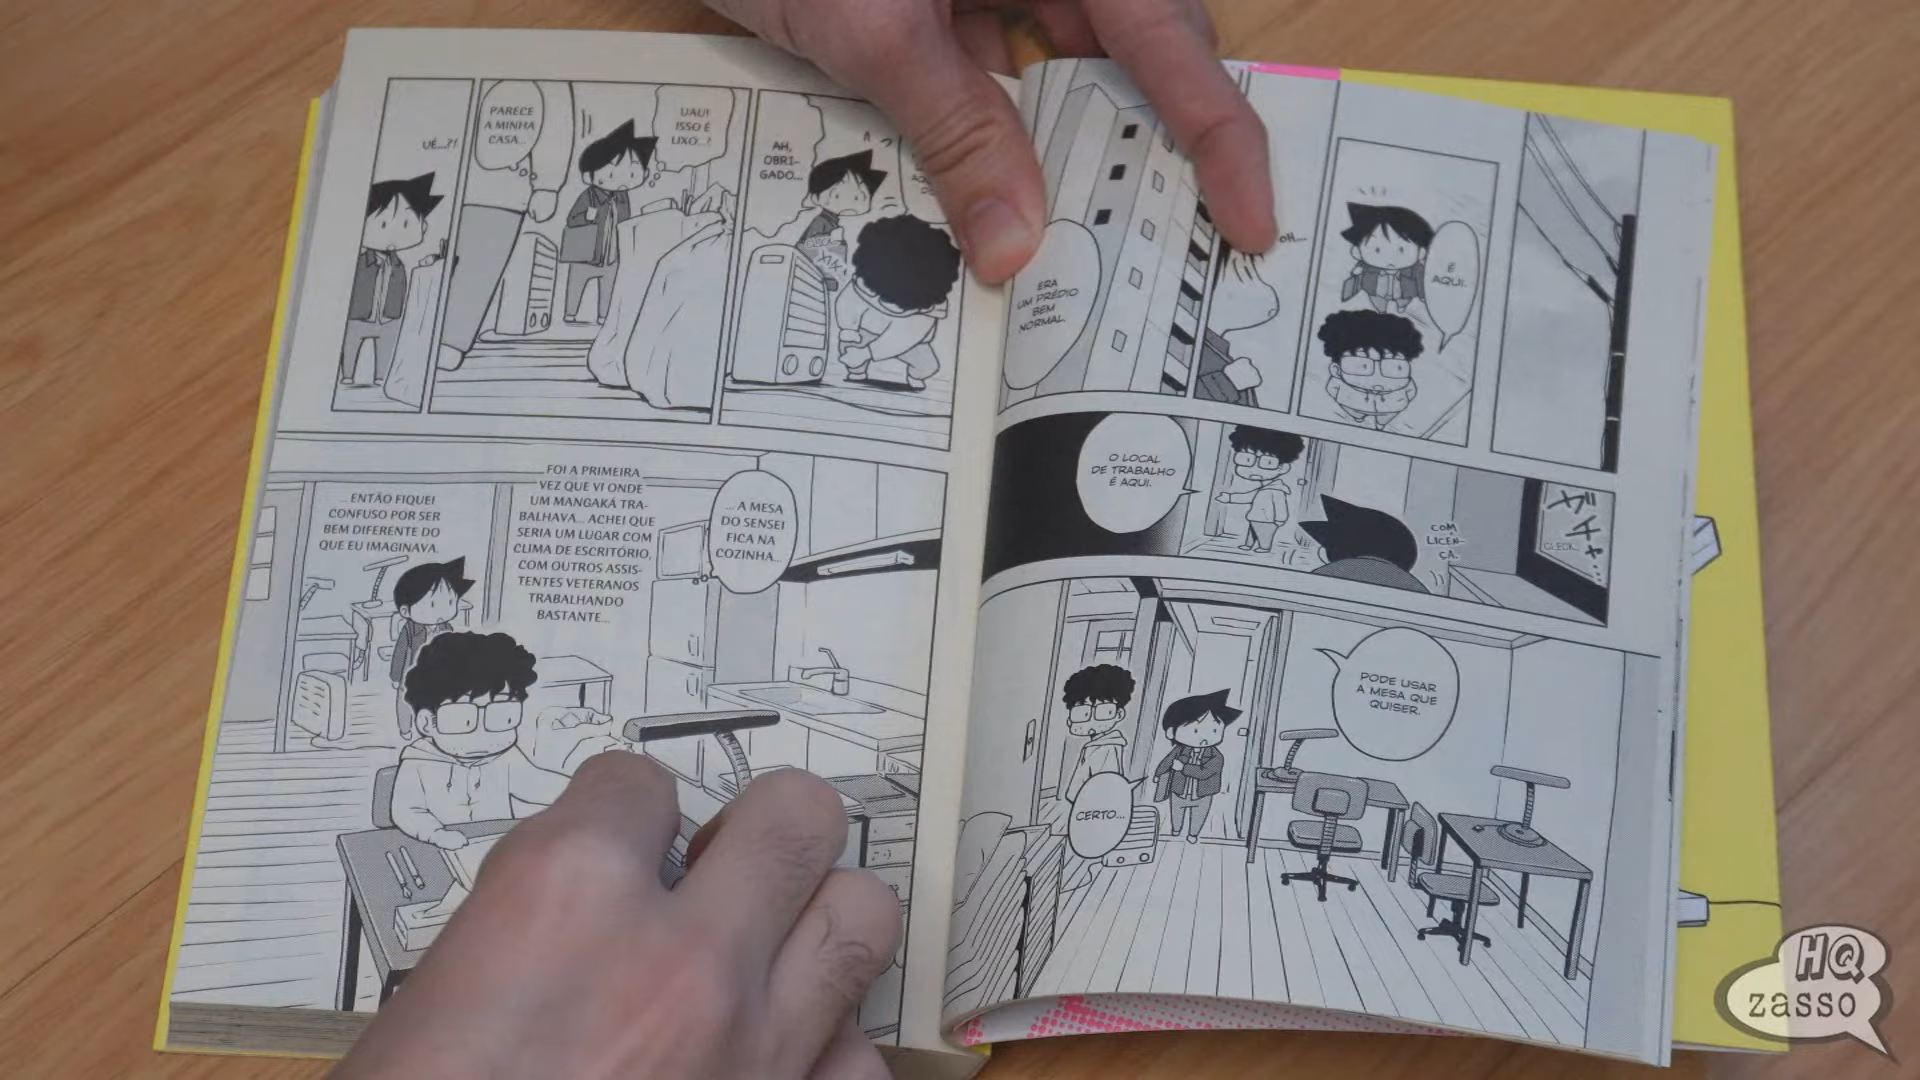 É
AQUI.
OH...
ERA
UM PRÉDIO
BEM
NORMAL.
ガチャ…
CLECK...
COM
LICEN-
ÇA.
O LOCAL
DE TRABALHO
É AQUI.
PODE USAR
A MESA QUE
QUISER.
CERTO...
AH,
OBRI-
GADO...
UAU!
ISSO É
LIXO...?
PARECE
A MINHA
CASA...
UÉ...?!
... A MESA
DO SENSEI
FICA NA
COZINHA...
FOI A PRIMEIRA
VEZ QUE VI ONDE
UM MANGAKÁ TRA-
BALHAVA... ACHEI QUE
SERIA UM LUGAR COM
CLIMA DE ESCRITÓRIO,
COM OUTROS ASSIS-
TENTES VETERANOS
TRABALHANDO
BASTANTE...
... ENTÃO FIQUEI
CONFUSO POR SER
BEM DIFERENTE DO
QUE EU IMAGINAVA.
HQ
zasso